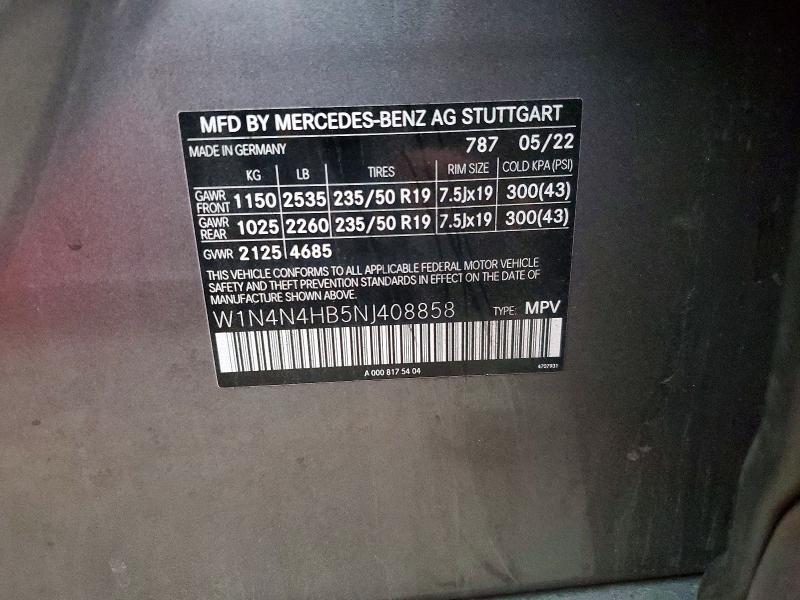 MFD BY MERCEDES-BENZ AG STUTTGART
MADE IN GERMANY 787 05/22
KG LB TIRES RIM SIZE COLD KPA (PSI)
GAWR FRONT 1150 2535 235/50 R19 7.5Jx19 300(43)
GAWR REAR 1025 2260 235/50 R19 7.5Jx19 300(43)
GVWR 2125 4685
THIS VEHICLE CONFORMS TO ALL APPLICABLE FEDERAL MOTOR VEHICLE
SAFETY AND THEFT PREVENTION STANDARDS IN EFFECT ON THE DATE OF
MANUFACTURE SHOWN ABOVE.
W1N4N4HB5NJ408858 TYPE: MPV
A 000 817 54 04 4707931